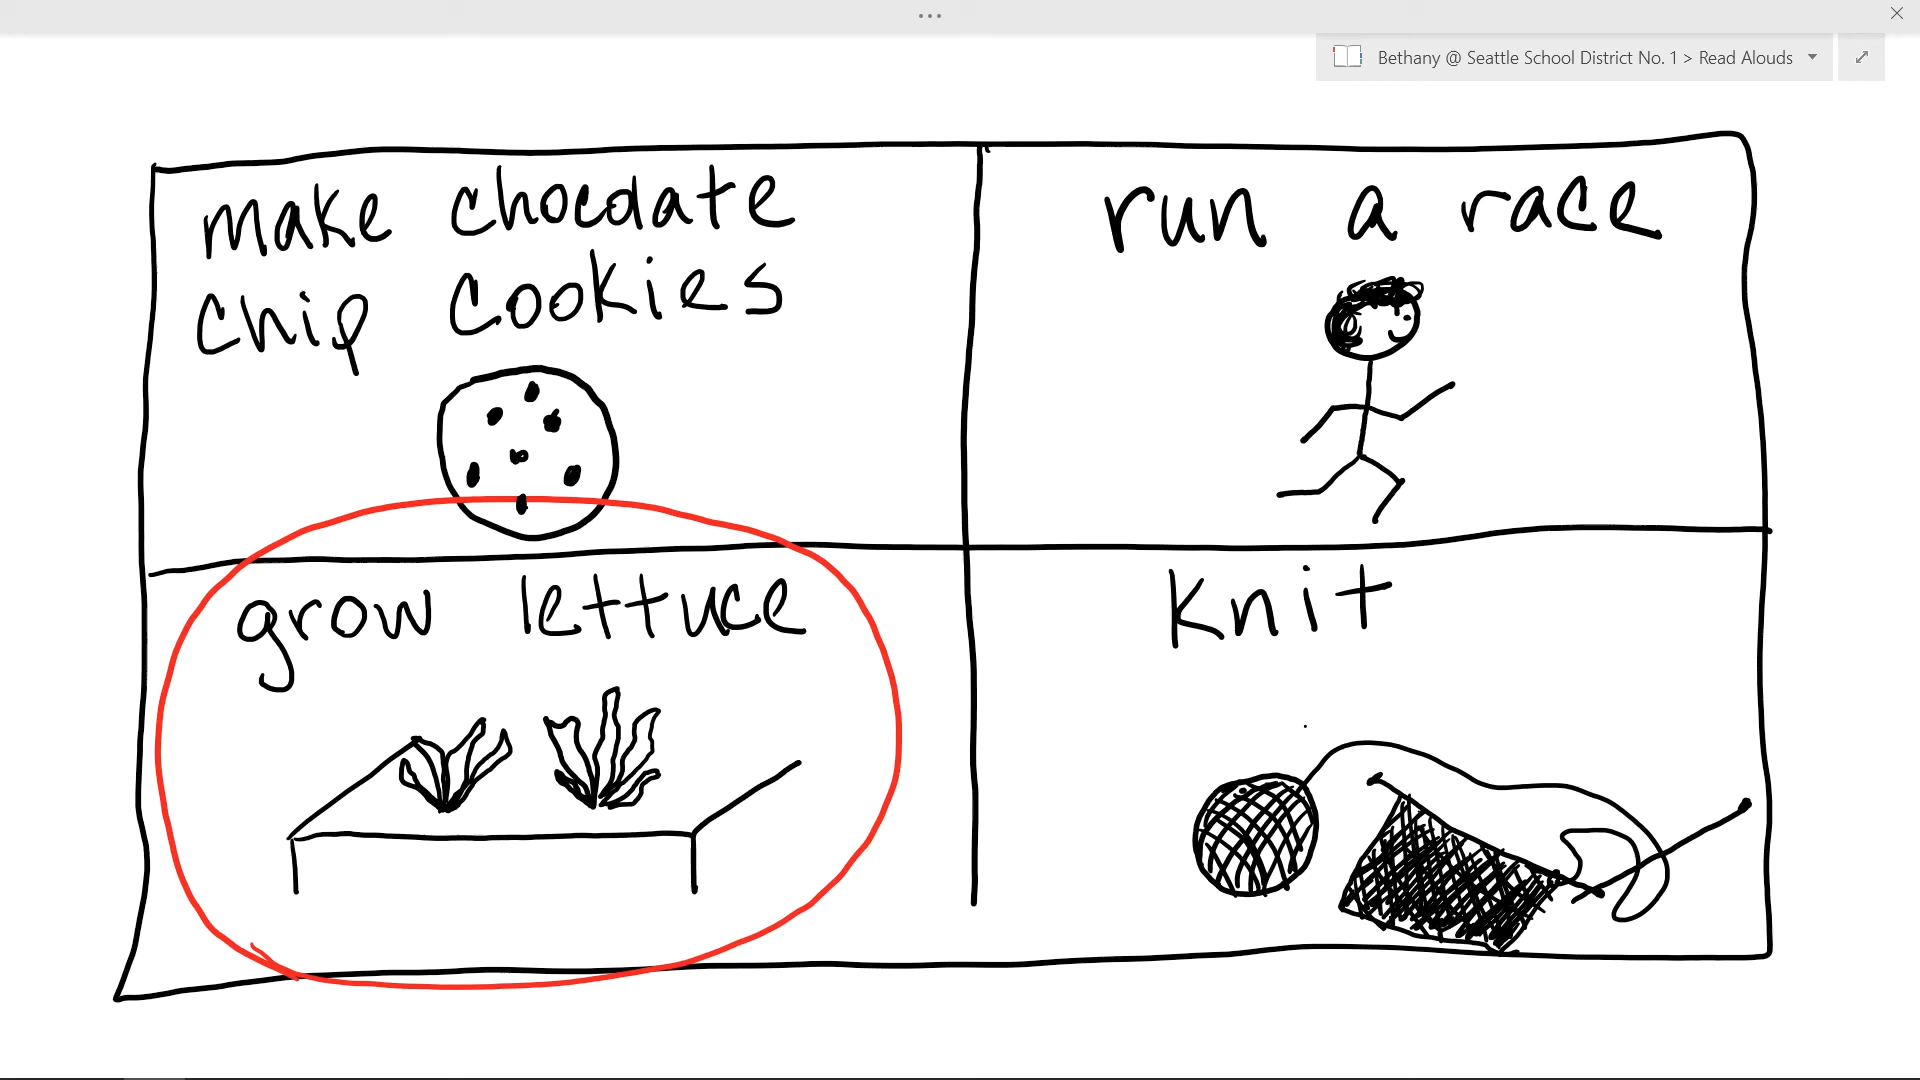 Bethany @ Seattle School District No. 1 > Read Alouds
make chocolate
chip cookies
run a race
grow lettuce
Knit